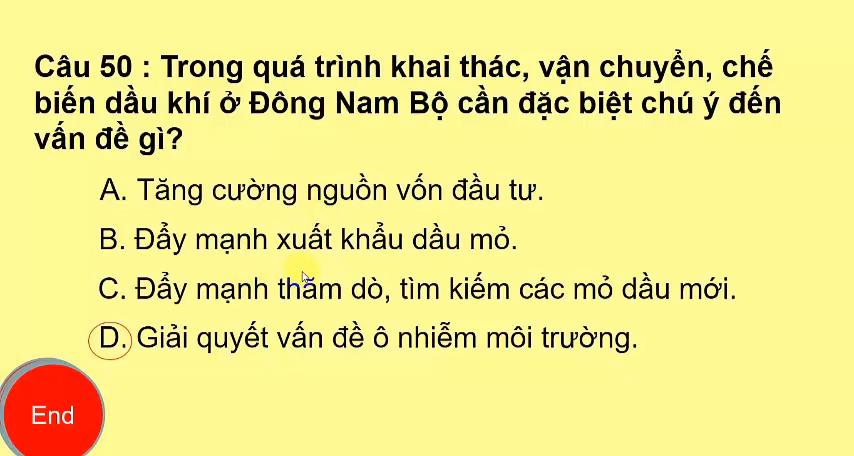 Câu 50 : Trong quá trình khai thác, vận chuyển, chế
biến dầu khí ở Đông Nam Bộ cần đặc biệt chú ý đến
vấn đề gì?
A. Tăng cường nguồn vốn đầu tư.
B. Đẩy mạnh xuất khẩu dầu mỏ.
C. Đẩy mạnh thăm dò, tìm kiếm các mỏ dầu mới.
D. Giải quyết vấn đề ô nhiễm môi trường.
End